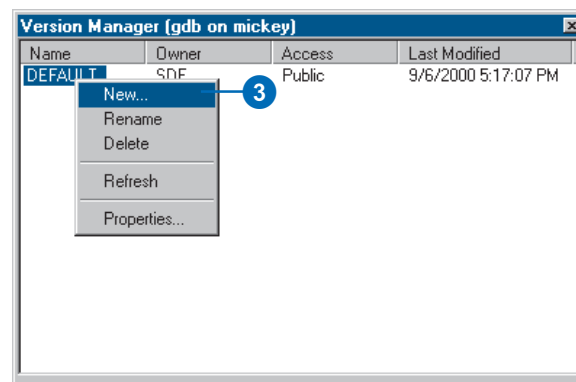 Version Manager (gdb on mickey)
Name Owner Access Last Modified
DEFAULT SDE Public 9/6/2000 5:17:07 PM
New...
3
Rename
Delete
Refresh
Properties...